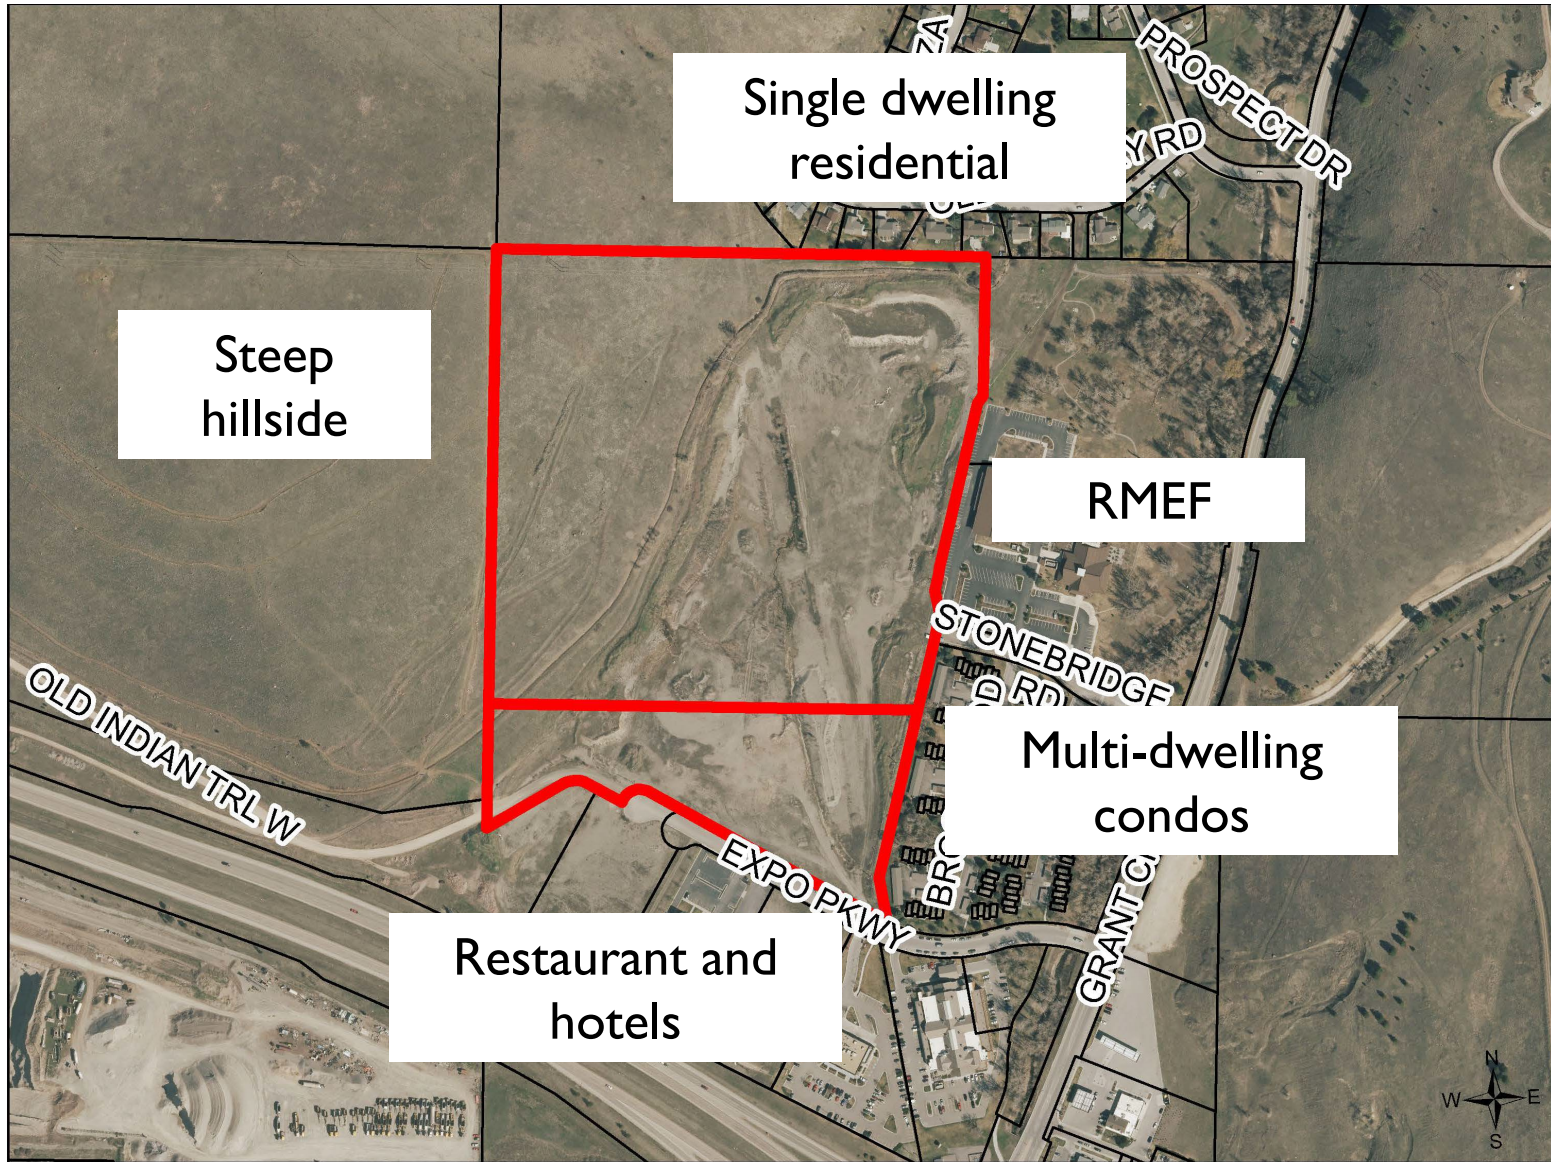 ZA
PROSPECT DR
Single dwelling
residential
RD
Steep
hillside
RMEF
STONEBRIDGE
RD
OLD INDIAN TRL W
Multi-dwelling
condos
EXPO PKWY
GRANT
Restaurant and
hotels
N
W
E
S